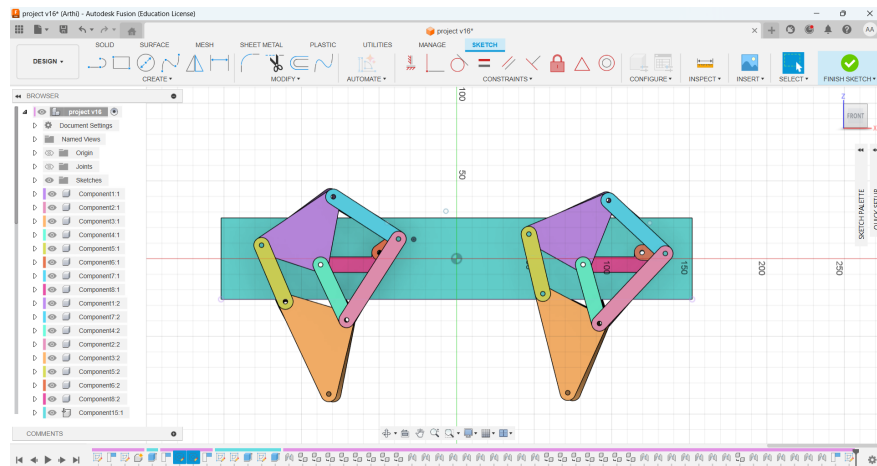 project v16* (Arthi) - Autodesk Fusion (Education License)
project v16*
AA
SOLID SURFACE MESH SHEET METAL PLASTIC UTILITIES MANAGE SKETCH
DESIGN
CREATE MODIFY AUTOMATE CONSTRAINTS CONFIGURE INSPECT INSERT SELECT FINISH SKETCH
BROWSER
project v16
Document Settings
Named Views
Origin
Joints
Sketches
Component1:1
Component2:1
Component3:1
Component4:1
Component5:1
Component6:1
Component7:1
Component8:1
Component1:2
Component7:2
Component4:2
Component2:2
Component3:2
Component5:2
Component6:2
Component8:2
Component15:1
COMMENTS
100
50
100
150
200
250
Z
FRONT
X
SKETCH PALETTE
QUICK SETUP